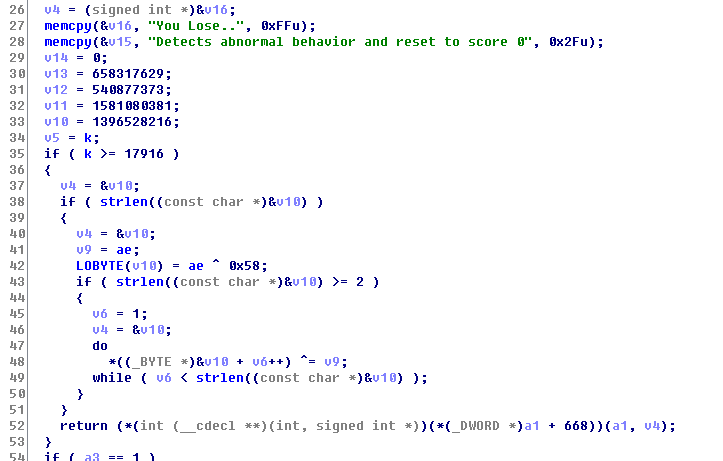 26 v4 = (signed int *)&v16;
27 memcpy(&v16, "You Lose..", 0xFFu);
28 memcpy(&v15, "Detects abnormal behavior and reset to score 0", 0x2Fu);
29 v14 = 0;
30 v13 = 658317629;
31 v12 = 540877373;
32 v11 = 1581080381;
33 v10 = 1396528216;
34 v5 = k;
35 if ( k >= 17916 )
36 {
37 v4 = &v10;
38 if ( strlen((const char *)&v10) )
39 {
40 v4 = &v10;
41 v9 = ae;
42 LOBYTE(v10) = ae ^ 0x58;
43 if ( strlen((const char *)&v10) >= 2 )
44 {
45 v6 = 1;
46 v4 = &v10;
47 do
48 *((_BYTE *)&v10 + v6++) ^= v9;
49 while ( v6 < strlen((const char *)&v10) );
50 }
51 }
52 return (*(int (__cdecl **)(int, signed int *))(*(_DWORD *)a1 + 668))(a1, v4);
53 }
54 if ( a3 == 1 )